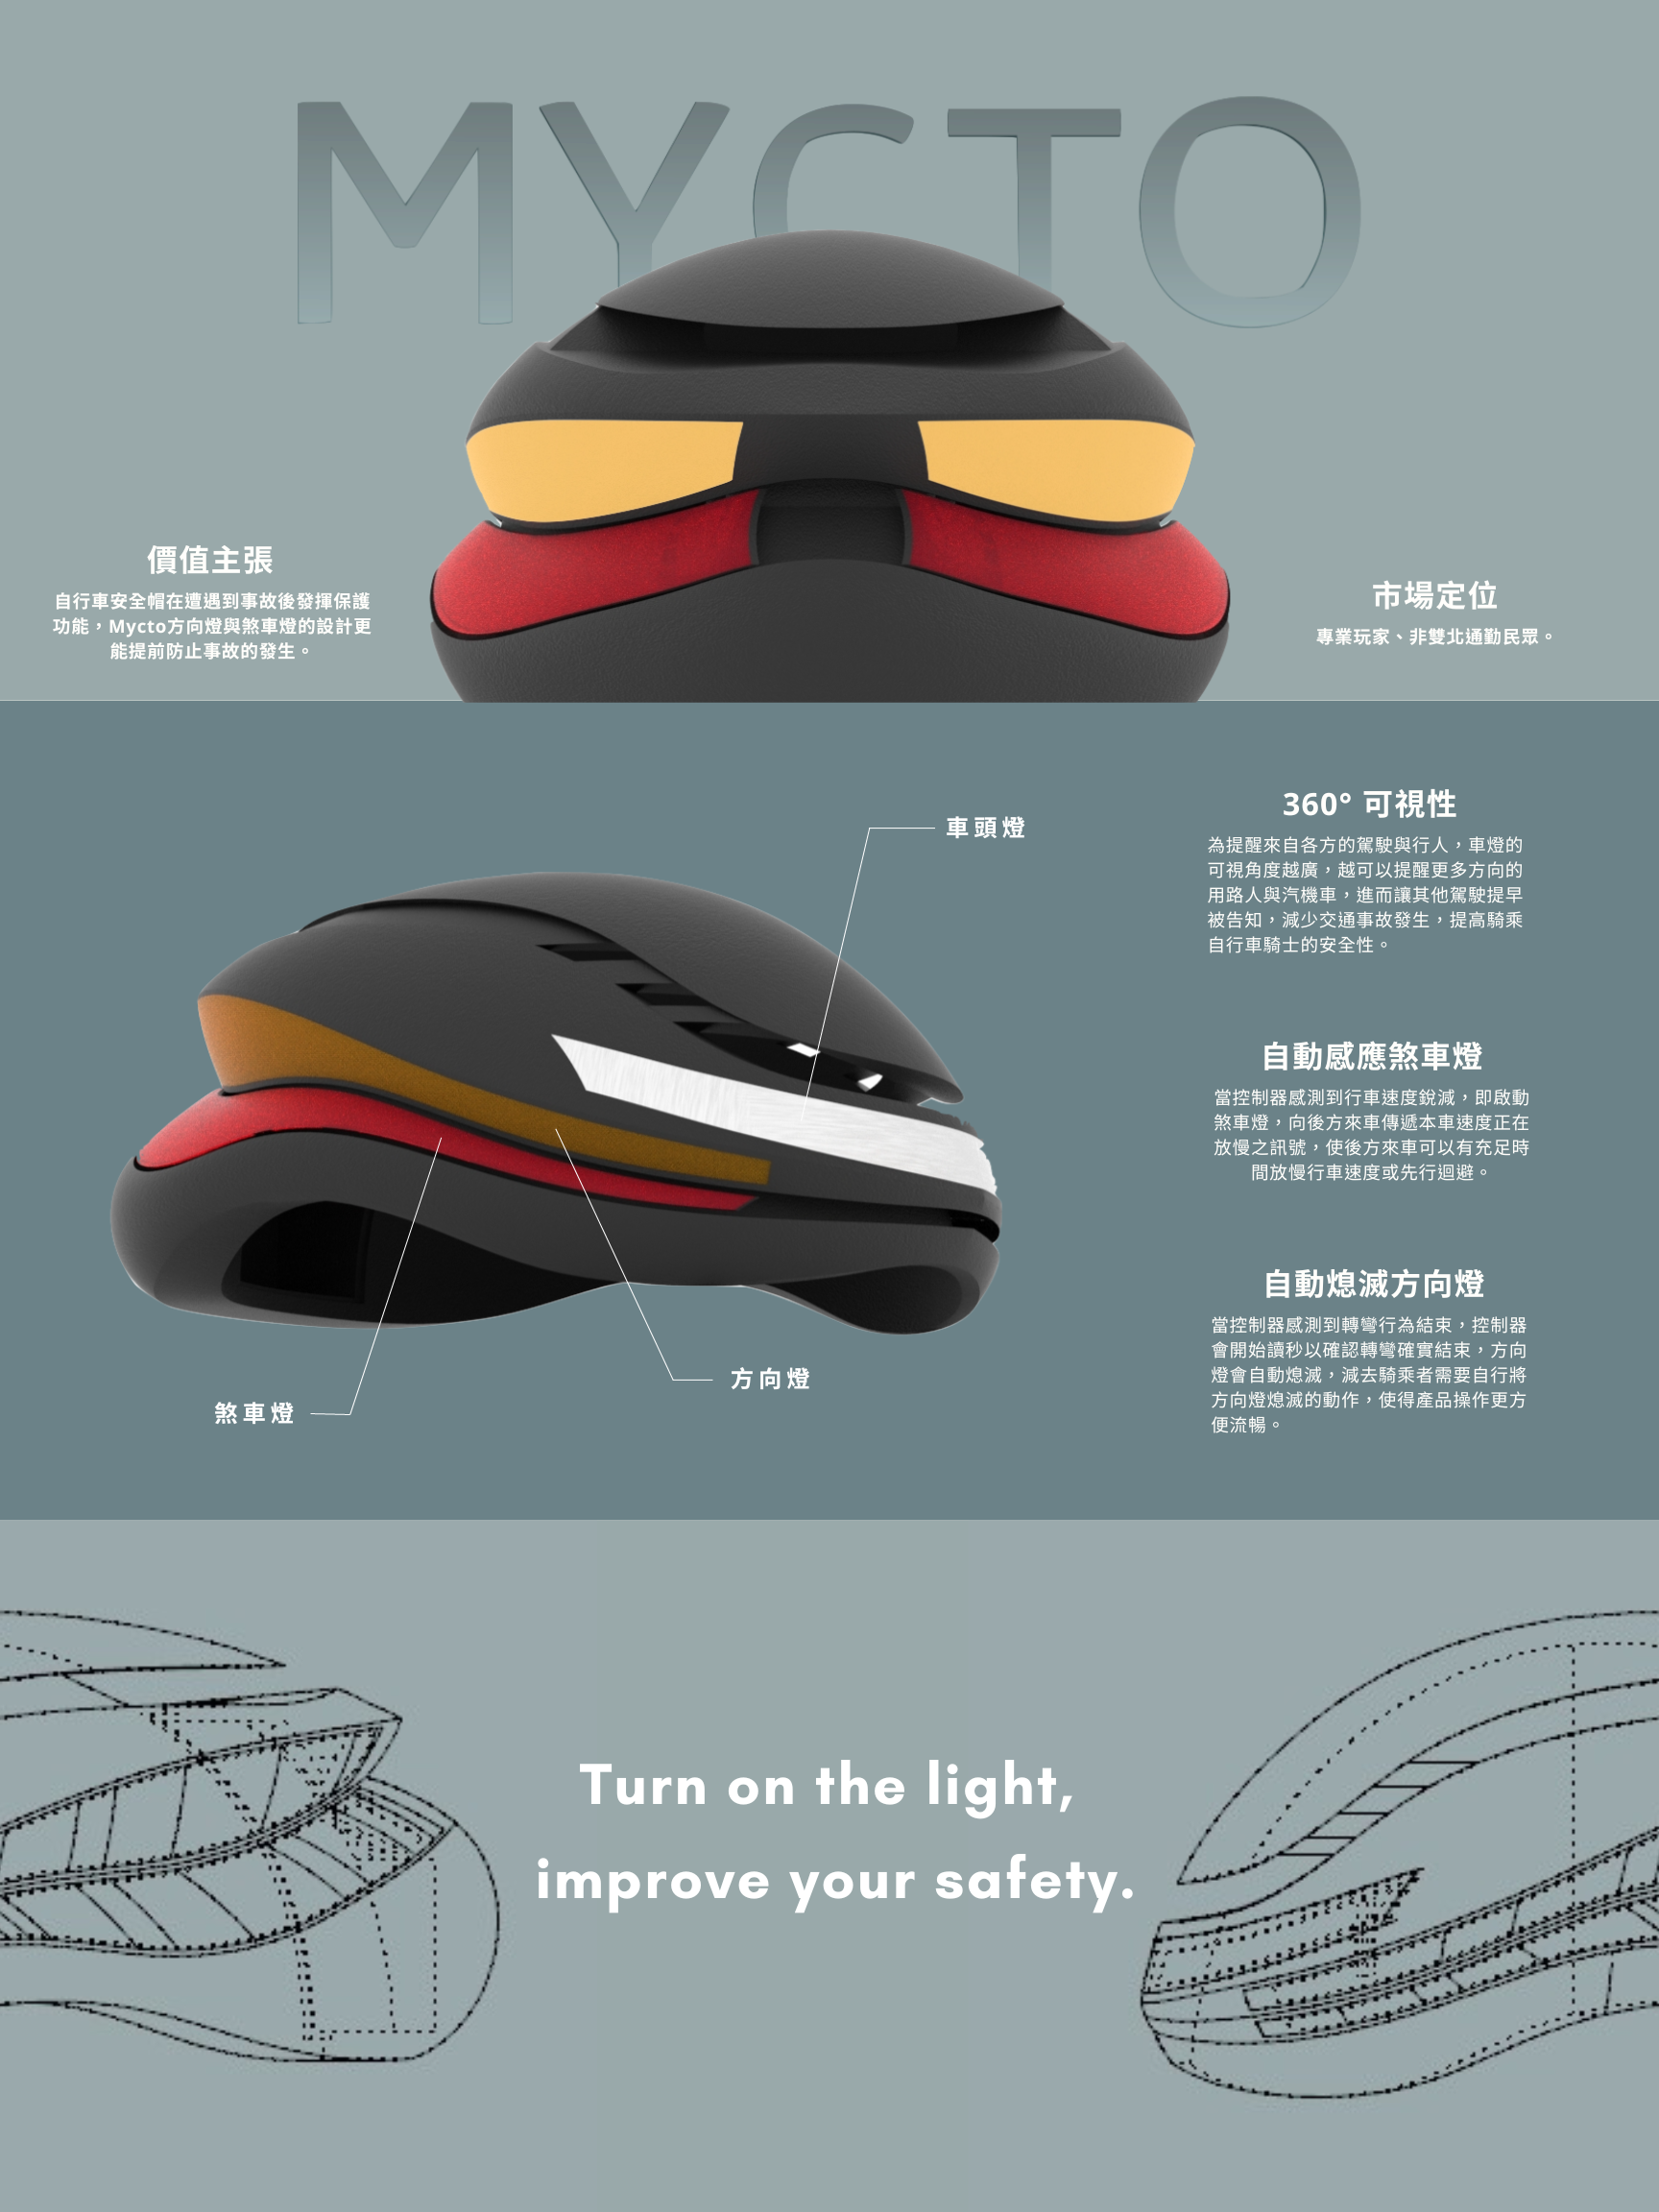 MYCTO
價值主張
自行車安全帽在遭遇到事故後發揮保護
功能，Mycto方向燈與煞車燈的設計更
能提前防止事故的發生。
市場定位
專業玩家、非雙北通勤民眾。
車頭燈
360° 可視性
為提醒來自各方的駕駛與行人，車燈的
可視角度越廣，越可以提醒更多方向的
用路人與汽機車，進而讓其他駕駛提早
被告知，減少交通事故發生，提高騎乘
自行車騎士的安全性。
自動感應煞車燈
當控制器感測到行車速度銳減，即啟動
煞車燈，向後方來車傳遞本車速度正在
放慢之訊號，使後方來車可以有充足時
間放慢行車速度或先行迴避。
自動熄滅方向燈
當控制器感測到轉彎行為結束，控制器
會開始讀秒以確認轉彎確實結束，方向
燈會自動熄滅，減去騎乘者需要自行將
方向燈熄滅的動作，使得產品操作更方
便流暢。
方向燈
煞車燈
Turn on the light,
improve your safety.